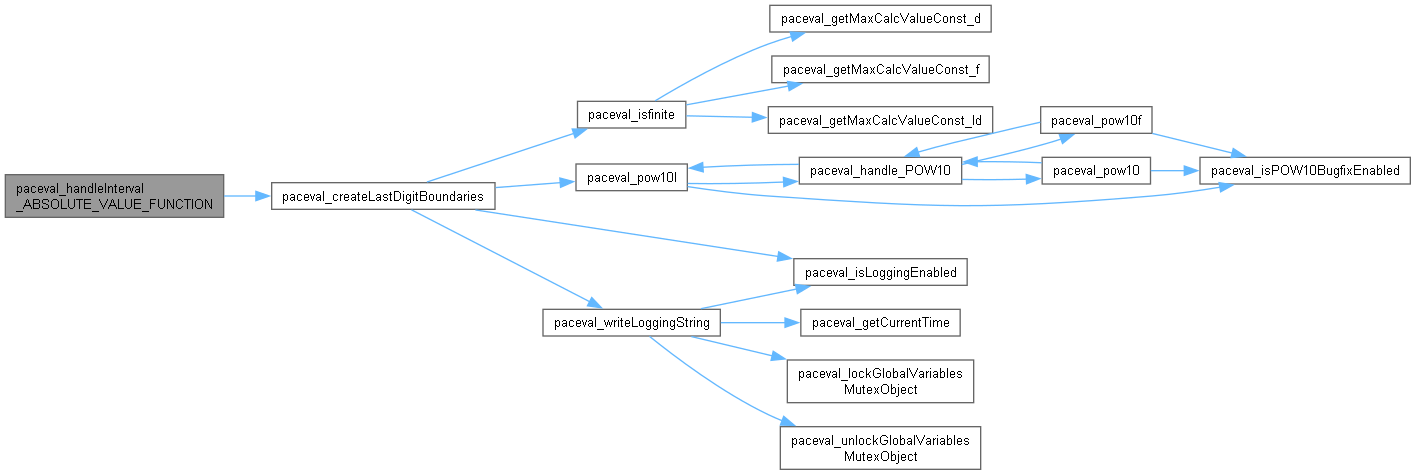 paceval_getMaxCalcValueConst_d
paceval_getMaxCalcValueConst_f
paceval_isfinite
paceval_getMaxCalcValueConst_ld
paceval_pow10f
paceval_handle_POW10
paceval_pow10
paceval_isPOW10BugfixEnabled
paceval_pow10l
paceval_handleInterval
_ABSOLUTE_VALUE_FUNCTION
paceval_createLastDigitBoundaries
paceval_isLoggingEnabled
paceval_writeLoggingString
paceval_getCurrentTime
paceval_lockGlobalVariables
MutexObject
paceval_unlockGlobalVariables
MutexObject